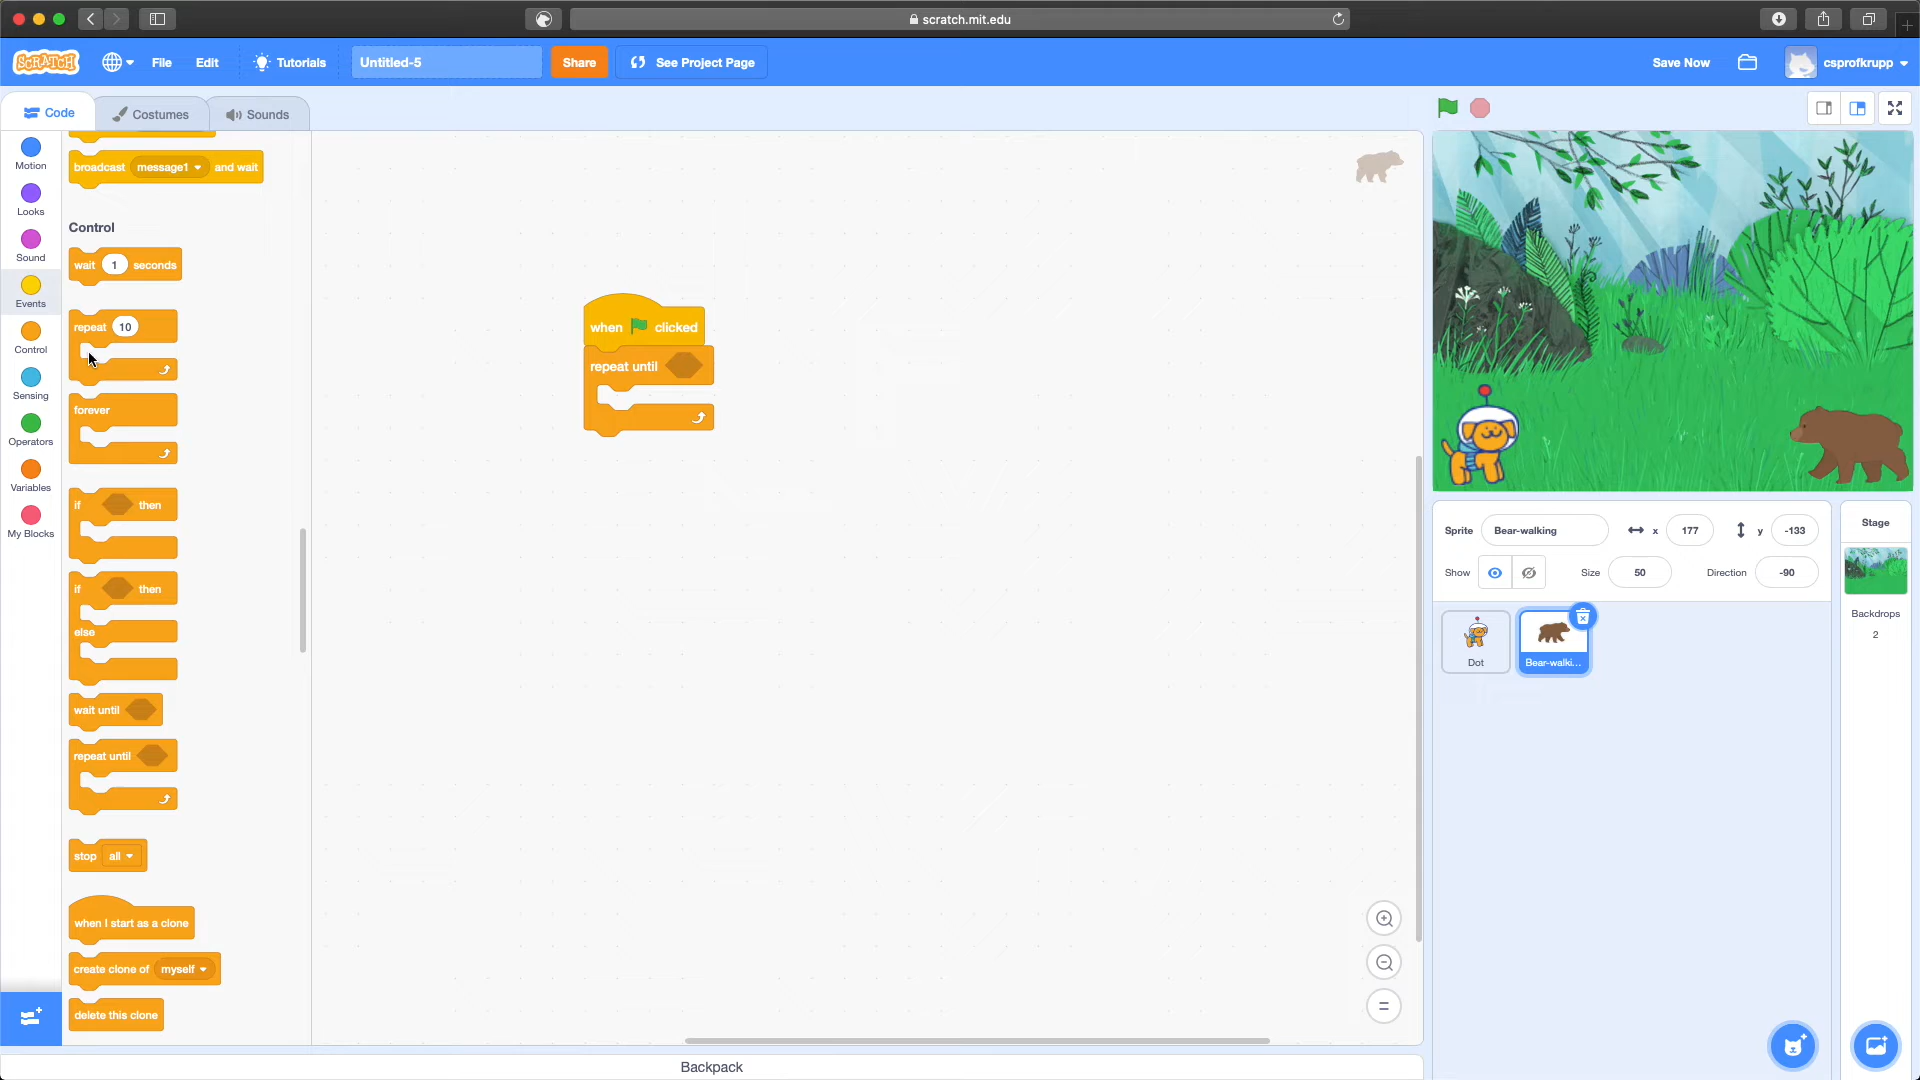 scratch.mit.edu
SCRATCH
File
Edit
Tutorials
Untitled-5
Share
See Project Page
Save Now
csprofkrupp
Code
Costumes
Sounds
Motion
Looks
Sound
Events
Control
Sensing
Operators
Variables
My Blocks
broadcast message1 and wait
Control
wait 1 seconds
repeat 10
forever
if then
if then
else
wait until
repeat until
stop all
when I start as a clone
create clone of myself
delete this clone
when clicked
repeat until
Sprite Bear-walking x 177 y -133
Show Size 50 Direction -90
Dot
Bear-walki...
Stage
Backdrops
2
Backpack